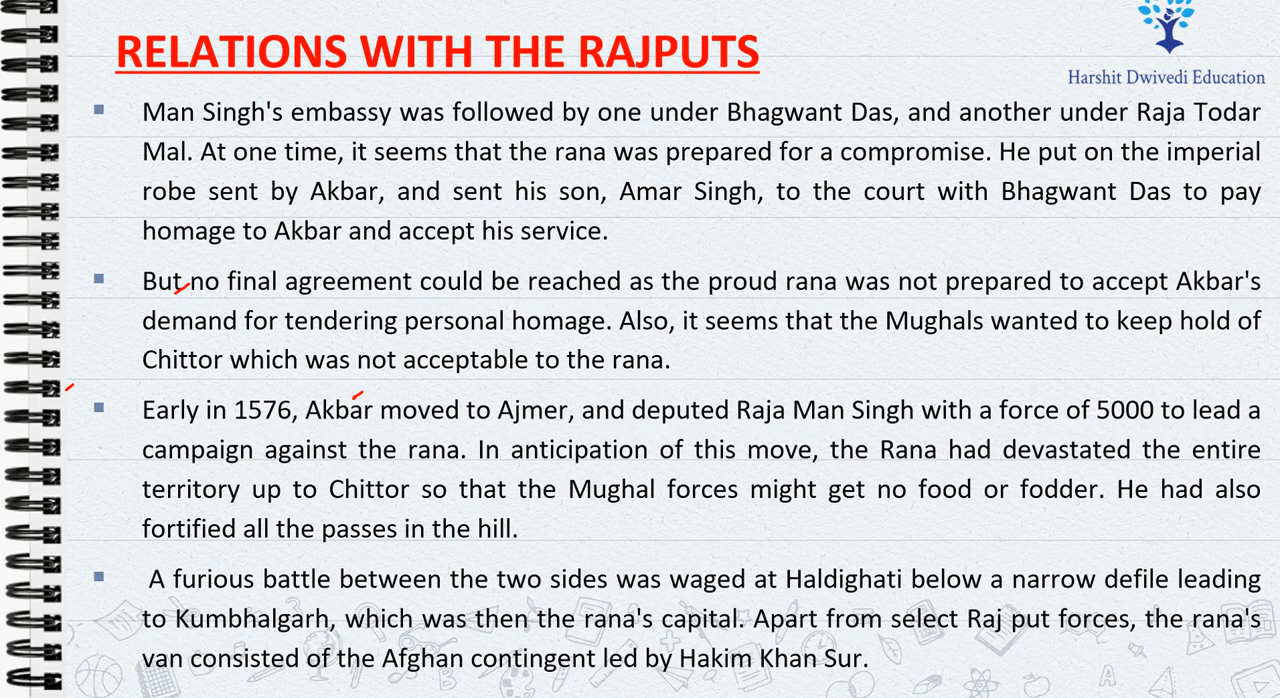 RELATIONS WITH THE RAJPUTS
Harshit Dwivedi Education
Man Singh's embassy was followed by one under Bhagwant Das, and another under Raja Todar
Mal. At one time, it seems that the rana was prepared for a compromise. He put on the imperial
robe sent by Akbar, and sent his son, Amar Singh, to the court with Bhagwant Das to pay
homage to Akbar and accept his service.
But no final agreement could be reached as the proud rana was not prepared to accept Akbar's
demand for tendering personal homage. Also, it seems that the Mughals wanted to keep hold of
Chittor which was not acceptable to the rana.
Early in 1576, Akbar moved to Ajmer, and deputed Raja Man Singh with a force of 5000 to lead a
campaign against the rana. In anticipation of this move, the Rana had devastated the entire
territory up to Chittor so that the Mughal forces might get no food or fodder. He had also
fortified all the passes in the hill.
A furious battle between the two sides was waged at Haldighati below a narrow defile leading
to Kumbhalgarh, which was then the rana's capital. Apart from select Raj put forces, the rana's
van consisted of the Afghan contingent led by Hakim Khan Sur.